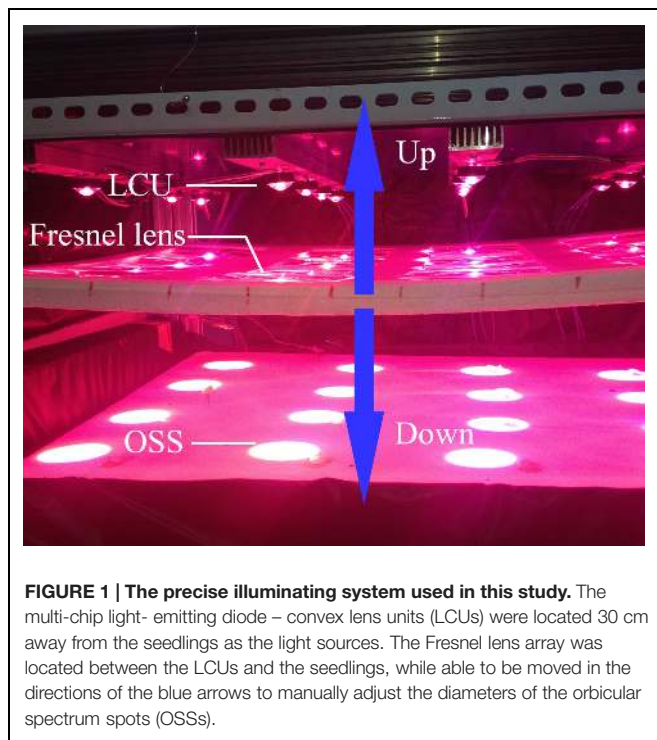 Up
LCU
Fresnel lens
OSS
Down
FIGURE 1 | The precise illuminating system used in this study. The
multi-chip light- emitting diode – convex lens units (LCUs) were located 30 cm
away from the seedlings as the light sources. The Fresnel lens array was
located between the LCUs and the seedlings, while able to be moved in the
directions of the blue arrows to manually adjust the diameters of the orbicular
spectrum spots (OSSs).